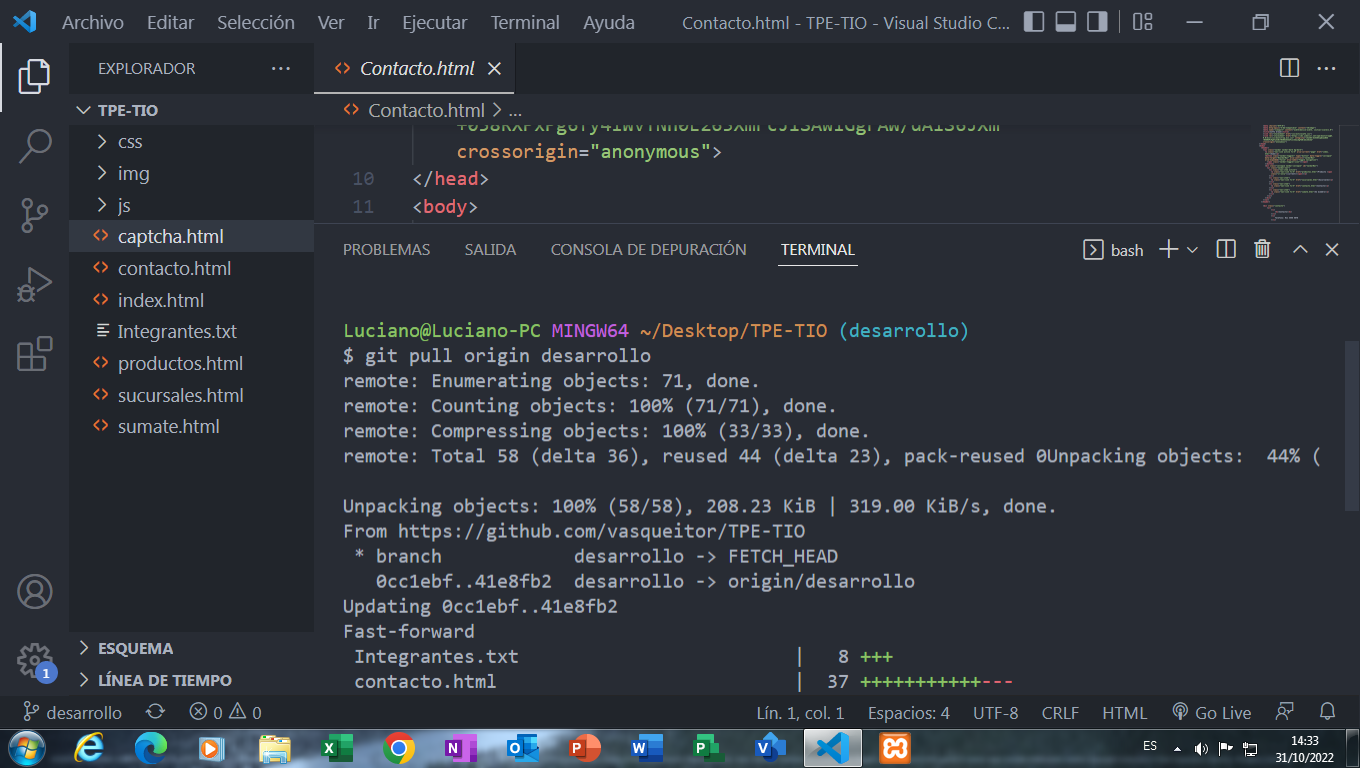 Archivo Editar Selección Ver Ir Ejecutar Terminal Ayuda Contacto.html - TPE-TIO - Visual Studio C...
EXPLORADOR
TPE-TIO
css
img
js
captcha.html
contacto.html
index.html
Integrantes.txt
productos.html
sucursales.html
sumate.html
ESQUEMA
LÍNEA DE TIEMPO
Contacto.html
Contacto.html > ...
crossorigin="anonymous">
10 </head>
11 <body>
PROBLEMAS SALIDA CONSOLA DE DEPURACIÓN TERMINAL bash
Luciano@Luciano-PC MINGW64 ~/Desktop/TPE-TIO (desarrollo)
$ git pull origin desarrollo
remote: Enumerating objects: 71, done.
remote: Counting objects: 100% (71/71), done.
remote: Compressing objects: 100% (33/33), done.
remote: Total 58 (delta 36), reused 44 (delta 23), pack-reused 0Unpacking objects:  44% (
Unpacking objects: 100% (58/58), 208.23 KiB | 319.00 KiB/s, done.
From https://github.com/vasqueitor/TPE-TIO
 * branch            desarrollo -> FETCH_HEAD
   0cc1ebf..41e8fb2  desarrollo -> origin/desarrollo
Updating 0cc1ebf..41e8fb2
Fast-forward
 Integrantes.txt                         |   8 +++
 contacto.html                           |  37 +++++++++++---
1
desarrollo 0 0 Lín. 1, col. 1 Espacios: 4 UTF-8 CRLF HTML Go Live
ES
14:33
31/10/2022